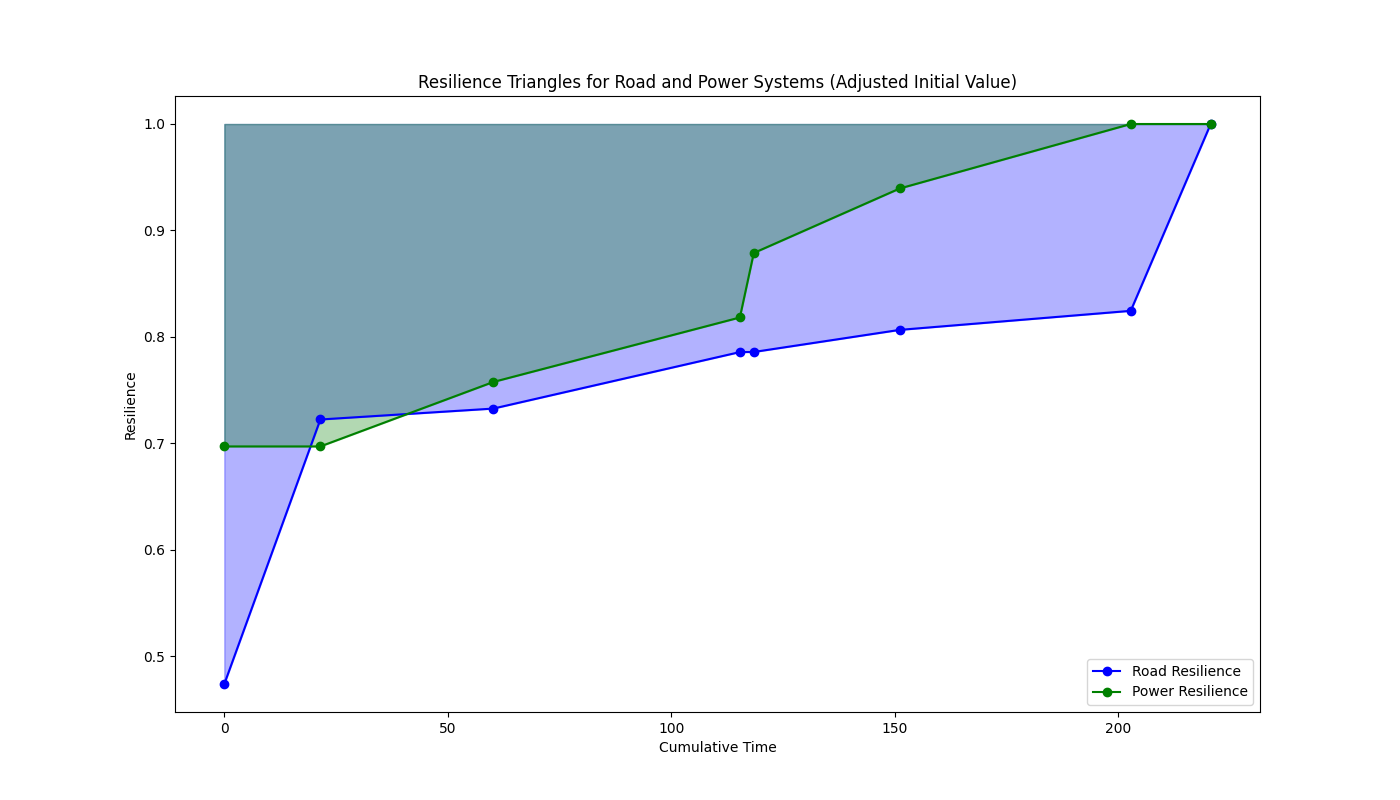 Resilience Triangles for Road and Power Systems (Adjusted Initial Value)
1.0
0.9
0.8
0.7
0.6
0.5
Resilience
0
50
100
150
200
Cumulative Time
Road Resilience
Power Resilience